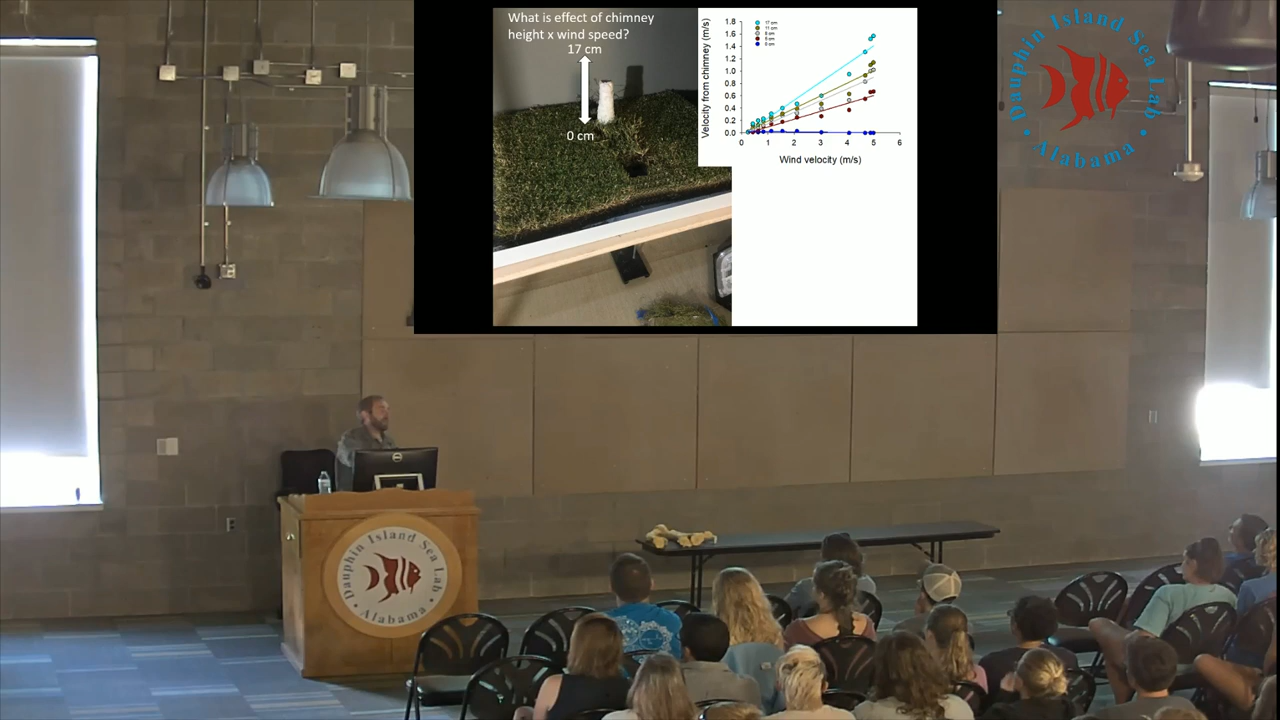 What is effect of chimney
height x wind speed?
17 cm
0 cm
Velocity from chimney (m/s)
1.8
1.6
1.4
1.2
1.0
0.8
0.6
0.4
0.2
0.0
17 cm
11 cm
0 cm
0 1 2 3 4 5 6
Wind velocity (m/s)
Dauphin Island Sea Lab
Alabama
DELL
Dauphin Island Sea Lab
Alabama